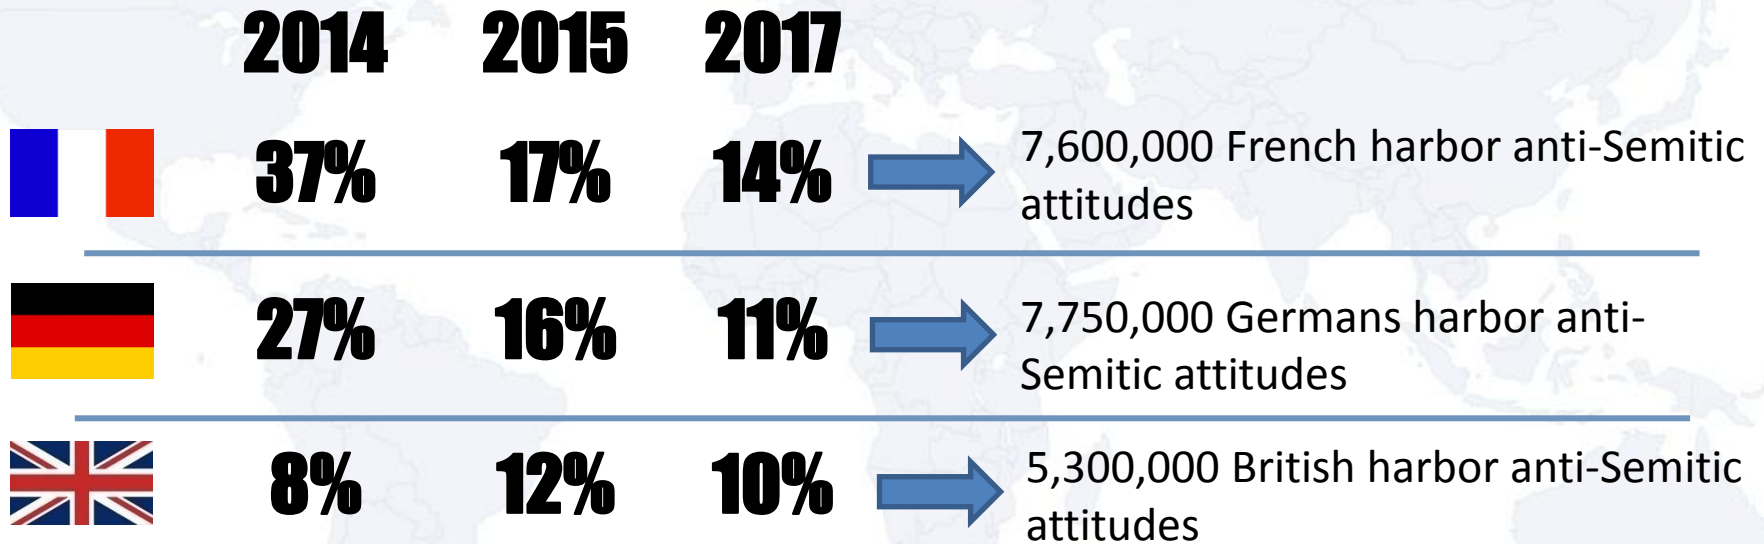 2014 2015 2017
37% 17% 14% 7,600,000 French harbor anti-Semitic
attitudes
27% 16% 11% 7,750,000 Germans harbor anti-
Semitic attitudes
8% 12% 10% 5,300,000 British harbor anti-Semitic
attitudes